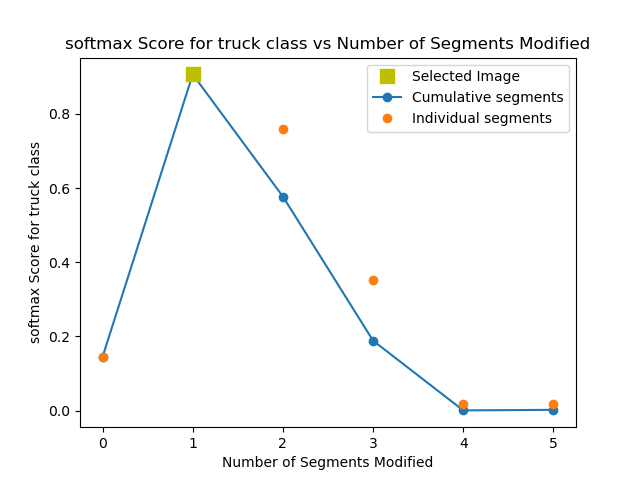 softmax Score for truck class vs Number of Segments Modified
Selected Image
Cumulative segments
Individual segments
softmax Score for truck class
0.8
0.6
0.4
0.2
0.0
0 1 2 3 4 5
Number of Segments Modified